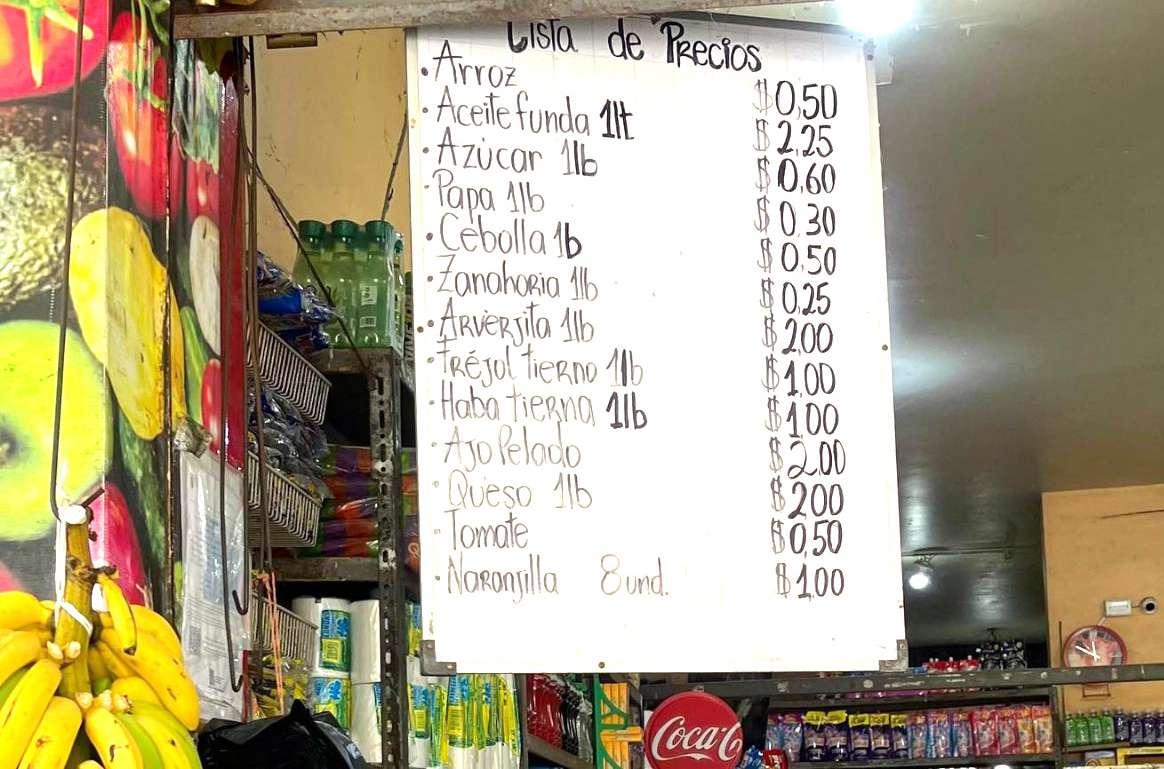 Lista de Precios
• Arroz $0,50
• Aceite funda 1lt $2,25
• Azúcar 1lb $0,60
• Papa 1lb $0,30
• Cebolla 1b $0,50
• Zanahoria 1lb $0,25
• Arverjita 1lb $2,00
• fréjol tierno 1lb $1,00
• Haba tierna 1lb $1,00
• Ajo Pelado $2,00
• Queso 1lb $2,00
• Tomate $0,50
• Naranjilla 8 und. $1,00
Coca-C